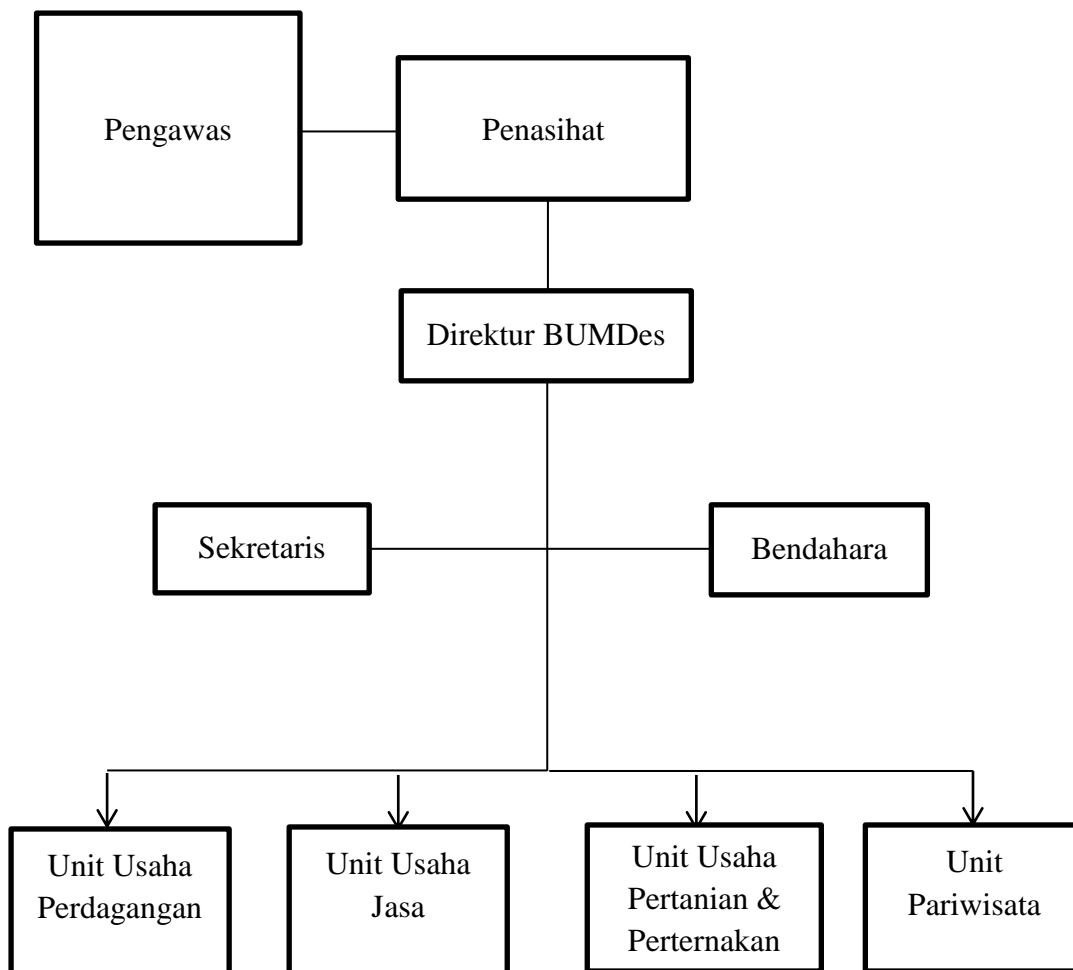 Pengawas
Penasihat
Direktur BUMDes
Sekretaris
Bendahara
Unit Usaha
Perdagangan
Unit Usaha
Jasa
Unit Usaha
Pertanian &
Perternakan
Unit
Pariwisata